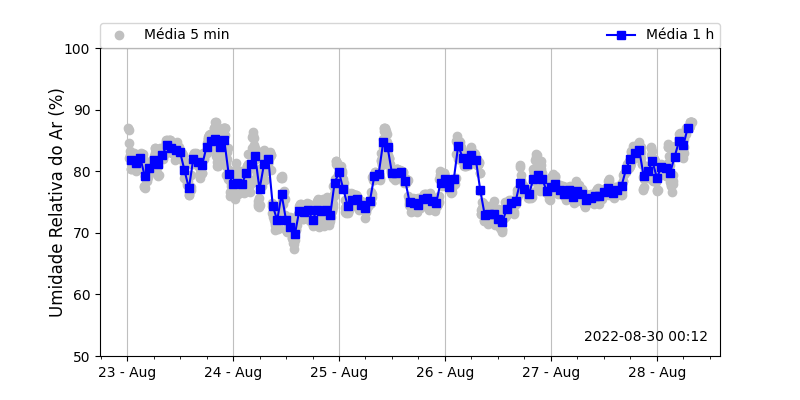 Média 5 min
Média 1 h
Umidade Relativa do Ar (%)
100
90
80
70
60
50
2022-08-30 00:12
23 - Aug
24 - Aug
25 - Aug
26 - Aug
27 - Aug
28 - Aug